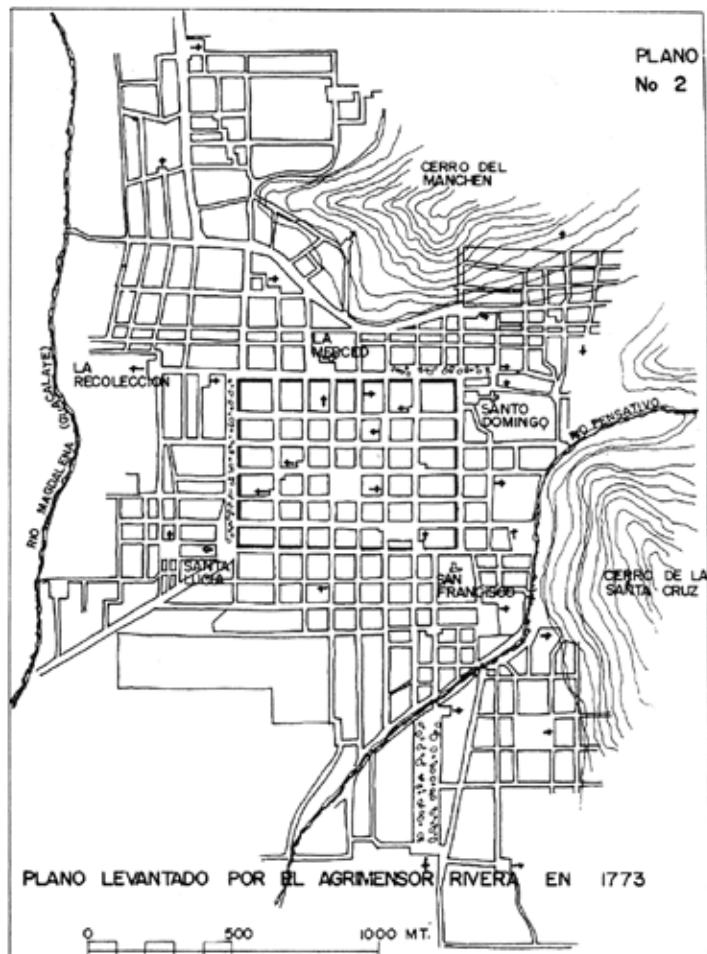 PLANO
No 2
CERRO DEL
MANCHEN
LA
MERCED
LA
RECOLECCION
SANTO
DOMINGO
RIO PENSATIVO
RIO MAGDALENA (GUACALATE)
SANTA
LUCIA
SAN
FRANCISCO
CERRO DE LA
SANTA CRUZ
PLANO LEVANTADO POR EL AGRIMENSOR RIVERA EN 1773
0 500 1000 MT.